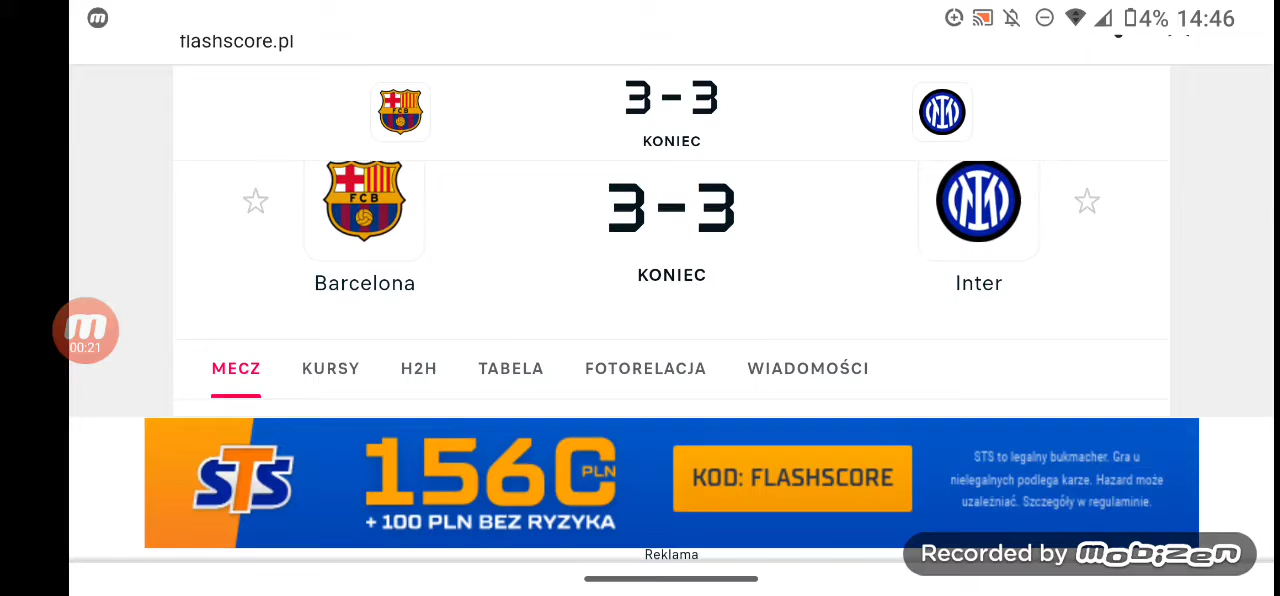 m
4% 14:46
flashscore.pl
FCB
3-3
KONIEC
FCB
3-3
Barcelona
KONIEC
Inter
m
00:21
MECZ KURSY H2H TABELA FOTORELACJA WIADOMOŚCI
STS
1560 PLN
+ 100 PLN BEZ RYZYKA
KOD: FLASHSCORE
STS to legalny bukmacher. Gra u
nielegalnych podlega karze. Hazard może
uzależniać. Szczegóły w regulaminie.
Reklama
Recorded by mobizen